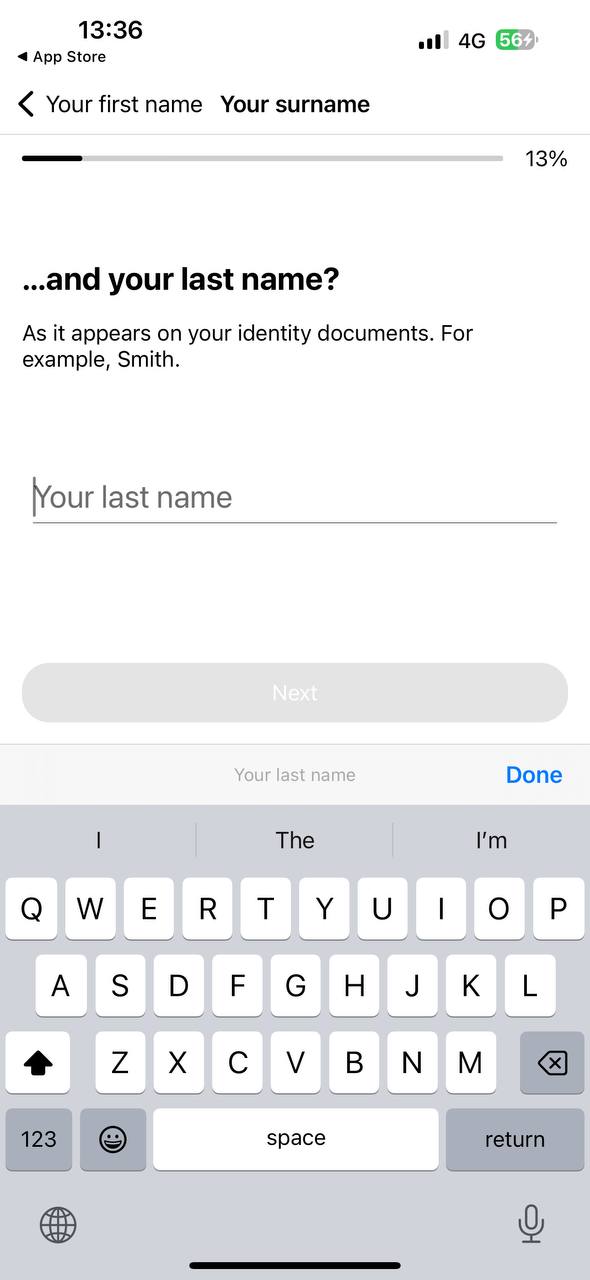 13:36
4G 56
◀ App Store
Your first name Your surname
13%
...and your last name?
As it appears on your identity documents. For
example, Smith.
Your last name
Next
Your last name Done
I The I'm
Q W E R T Y U I O P
A S D F G H J K L
Z X C V B N M
123 space return